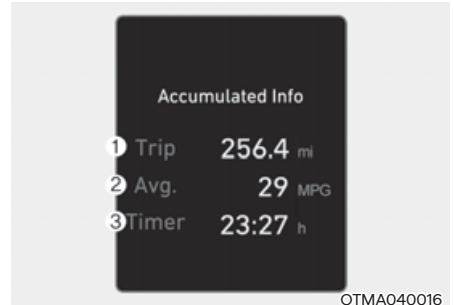 Accumulated Info
① Trip 256.4 mi
② Avg. 29 MPG
③ Timer 23:27 h
OTMA040016